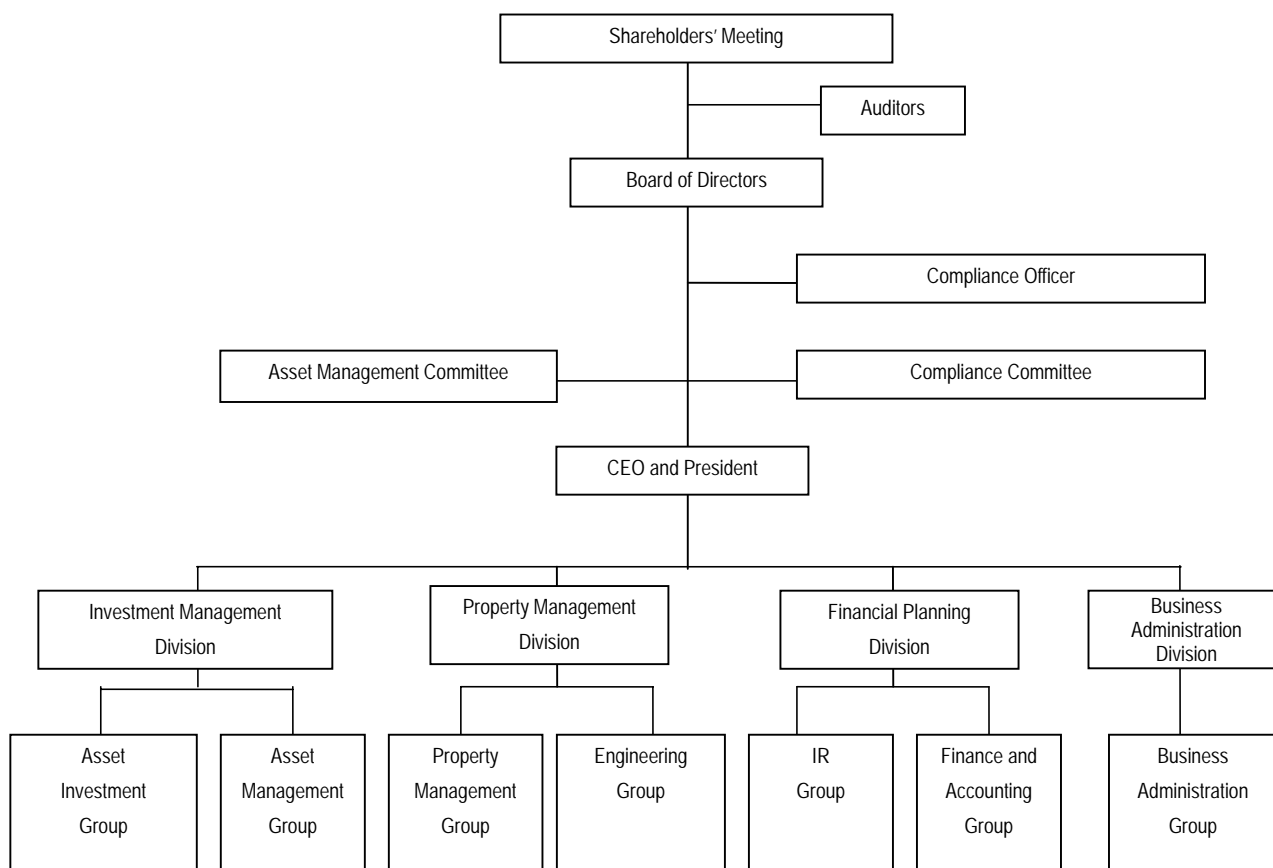 Shareholders' Meeting
Auditors
Board of Directors
Compliance Officer
Asset Management Committee
Compliance Committee
CEO and President
Investment Management
Division
Property Management
Division
Financial Planning
Division
Business
Administration
Division
Asset
Investment
Group
Asset
Management
Group
Property
Management
Group
Engineering
Group
IR
Group
Finance and
Accounting
Group
Business
Administration
Group